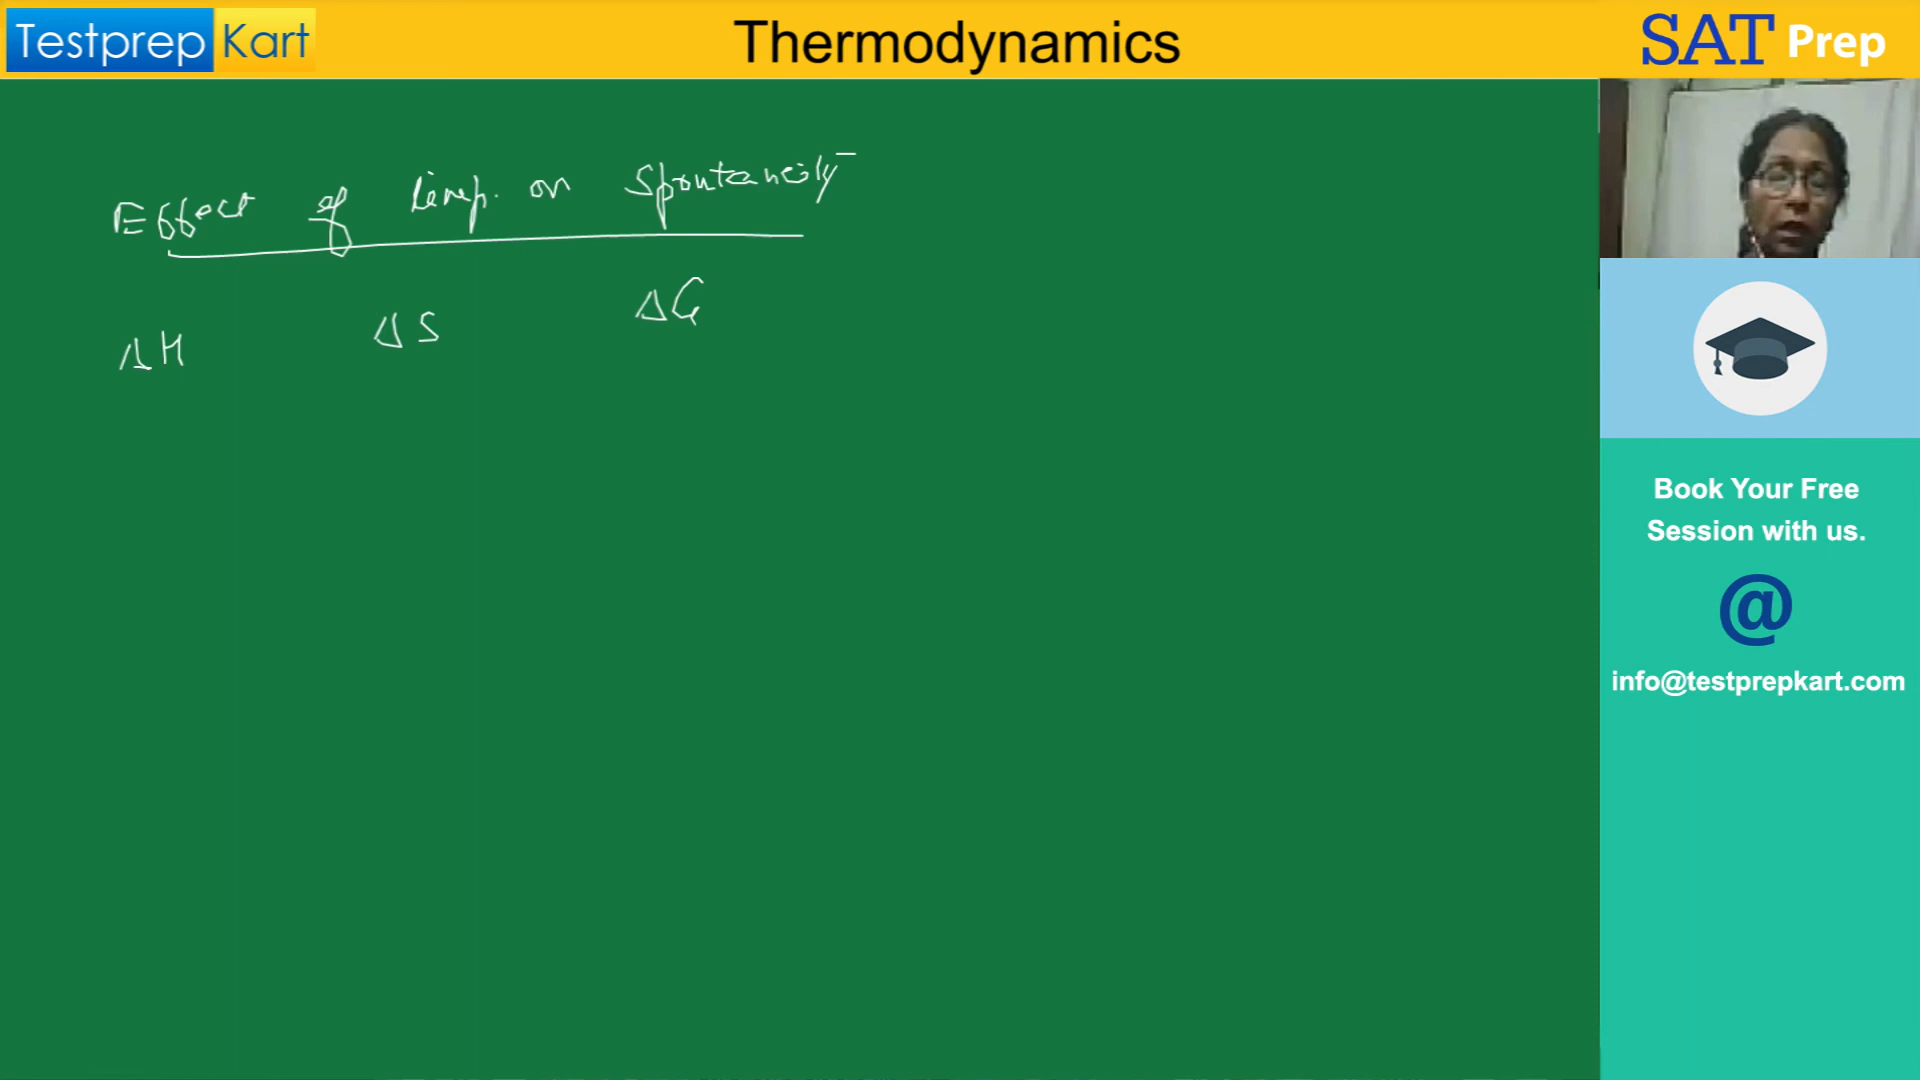 Testprep Kart
Thermodynamics
SAT Prep
Effect of temp. on Spontaneity
ΔH ΔS ΔG
Book Your Free
Session with us.
@
info@testprepkart.com